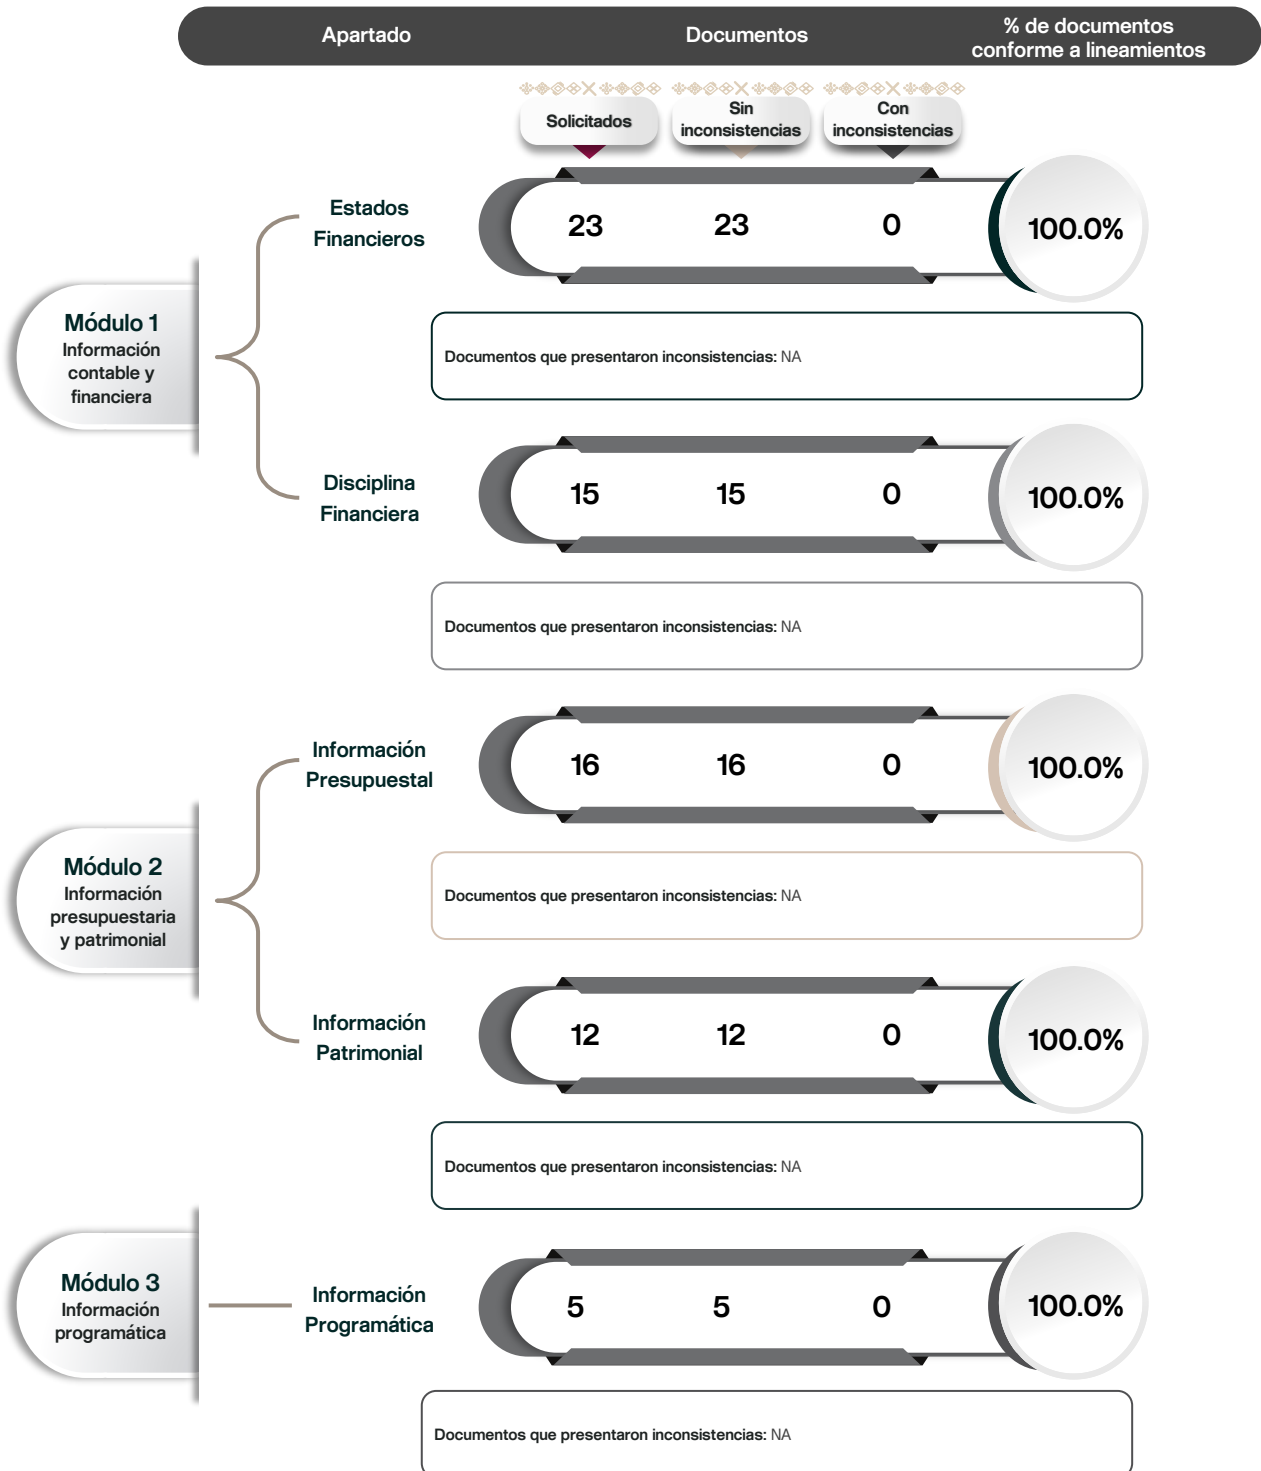 Apartado
Documentos
% de documentos
conforme a lineamientos
Solicitados
Sin
inconsistencias
Con
inconsistencias
Módulo 1
Información
contable y
financiera
Estados
Financieros
23
23
0
100.0%
Documentos que presentaron inconsistencias: NA
Disciplina
Financiera
15
15
0
100.0%
Documentos que presentaron inconsistencias: NA
Módulo 2
Información
presupuestaria
y patrimonial
Información
Presupuestal
16
16
0
100.0%
Documentos que presentaron inconsistencias: NA
Información
Patrimonial
12
12
0
100.0%
Documentos que presentaron inconsistencias: NA
Módulo 3
Información
programática
Información
Programática
5
5
0
100.0%
Documentos que presentaron inconsistencias: NA